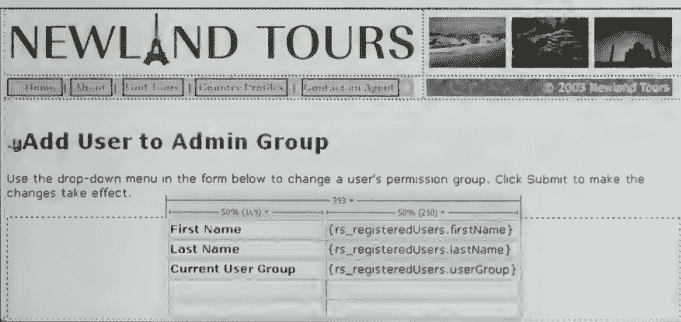 NEWLAND TOURS
Home | About | Find Tours | Country Profiles | Contact an Agent
© 2003 Newland Tours
Add User to Admin Group
Use the drop-down menu in the form below to change a user's permission group. Click Submit to make the
changes take effect.
393
50% (149) 50% (210)
First Name {rs_registeredUsers.firstName}
Last Name {rs_registeredUsers.lastName}
Current User Group {rs_registeredUsers.userGroup}